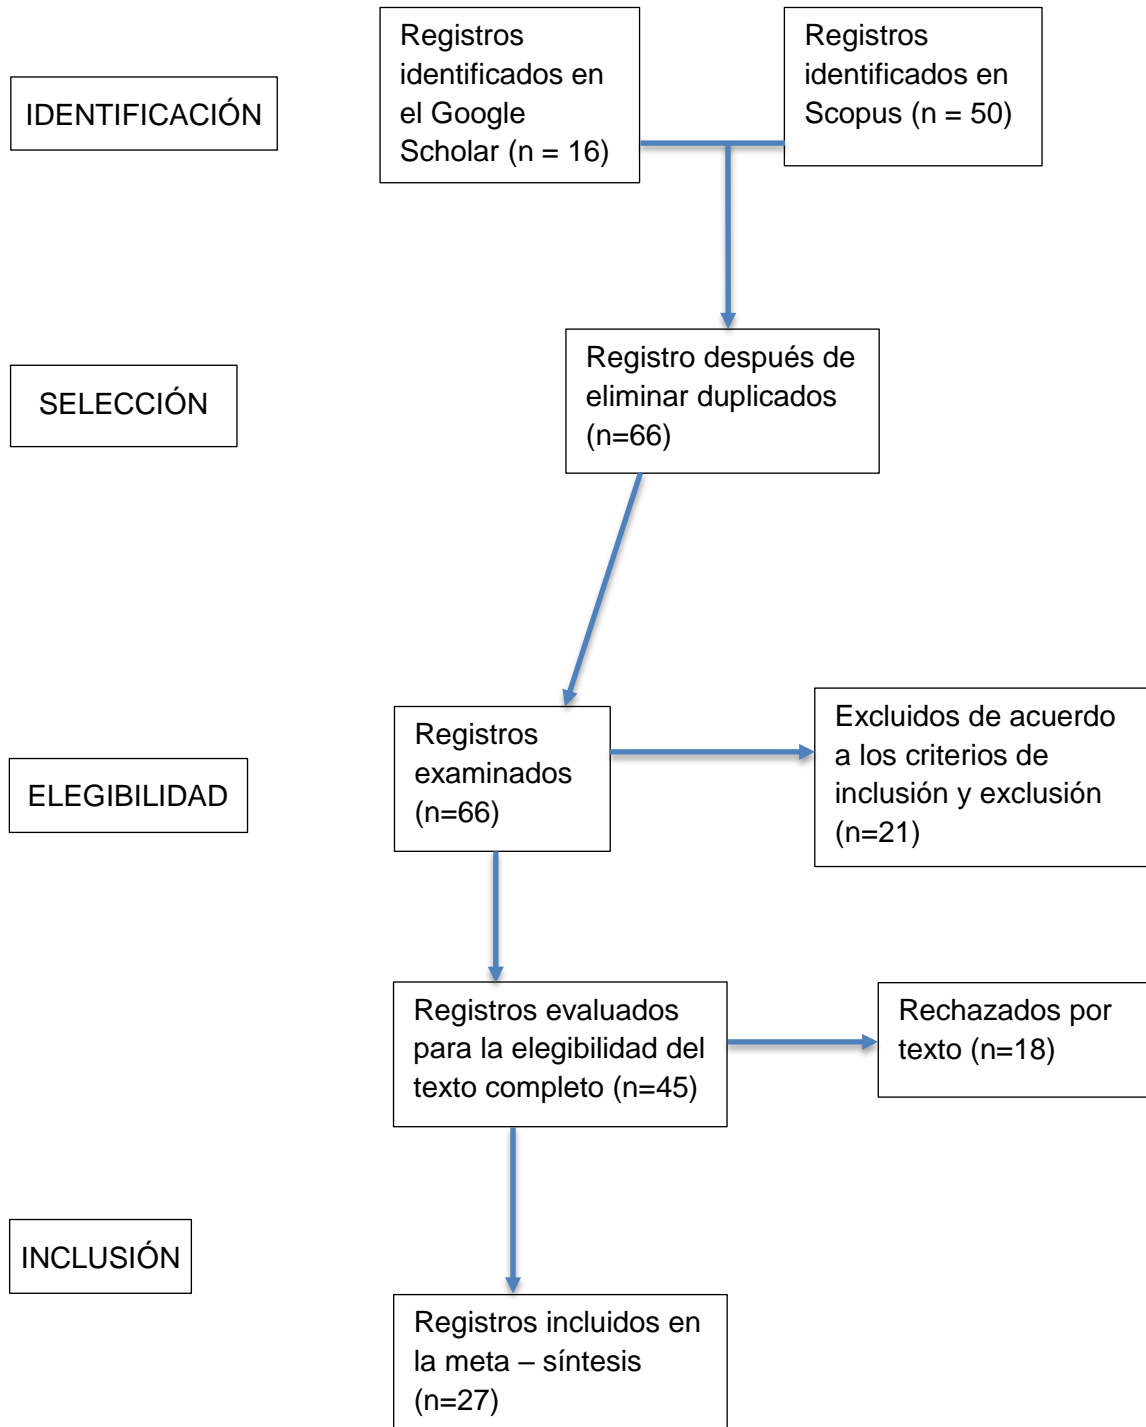 Registros
identificados en
el Google
Scholar (n = 16)
Registros
identificados en
Scopus (n = 50)
IDENTIFICACIÓN
Registro después de
eliminar duplicados
(n=66)
SELECCIÓN
Registros
examinados
(n=66)
Excluidos de acuerdo
a los criterios de
inclusión y exclusión
(n=21)
ELEGIBILIDAD
Registros evaluados
para la elegibilidad del
texto completo (n=45)
Rechazados por
texto (n=18)
INCLUSIÓN
Registros incluidos en
la meta – síntesis
(n=27)